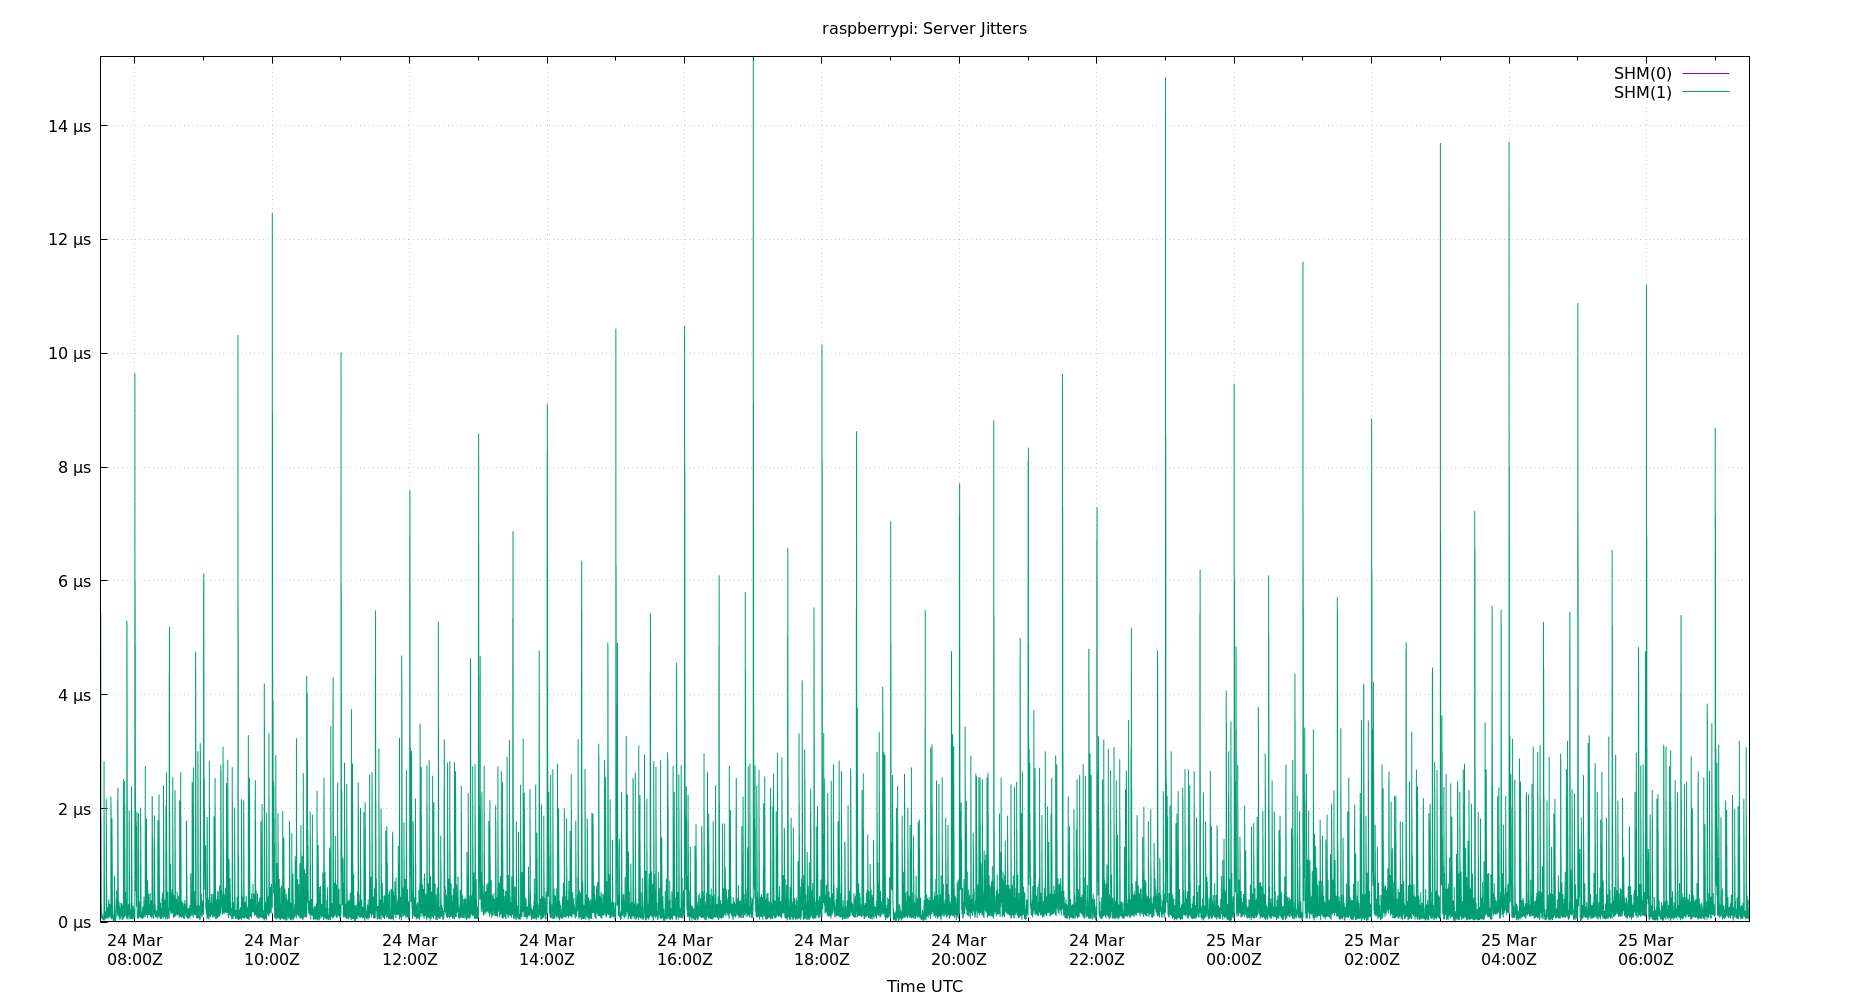 raspberrypi: Server Jitters
SHM(0)
SHM(1)
14 µs
12 µs
10 µs
8 µs
6 µs
4 µs
2 µs
0 µs
24 Mar 24 Mar 24 Mar 24 Mar 24 Mar 24 Mar 24 Mar 24 Mar 25 Mar 25 Mar 25 Mar 25 Mar
08:00Z 10:00Z 12:00Z 14:00Z 16:00Z 18:00Z 20:00Z 22:00Z 00:00Z 02:00Z 04:00Z 06:00Z
Time UTC